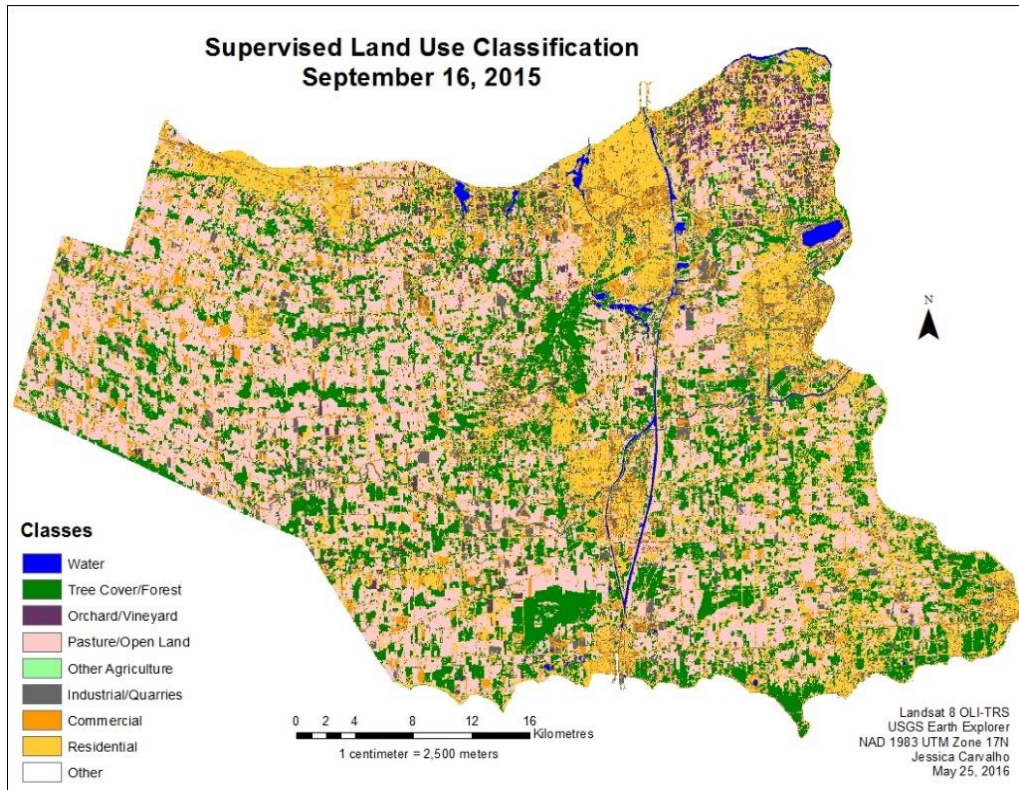 Supervised Land Use Classification
September 16, 2015
N
Classes
Water
Tree Cover/Forest
Orchard/Vineyard
Pasture/Open Land
Other Agriculture
Industrial/Quarries
Commercial
Residential
Other
0 2 4 8 12 16
Kilometres
1 centimeter = 2,500 meters
Landsat 8 OLI-TRS
USGS Earth Explorer
NAD 1983 UTM Zone 17N
Jessica Carvalho
May 25, 2016